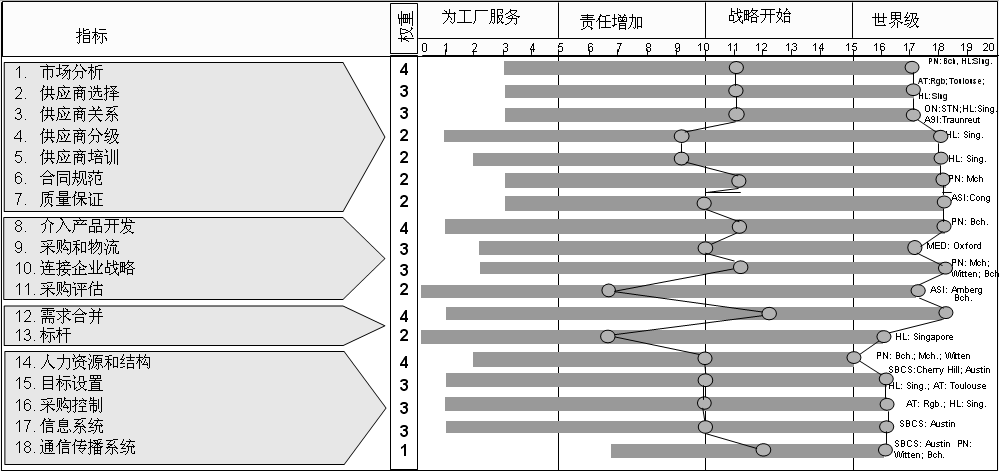 指标
权重
为工厂服务
责任增加
战略开始
世界级
0 1 2 3 4 5 6 7 8 9 10 11 12 13 14 15 16 17 18 19 20
1. 市场分析
2. 供应商选择
3. 供应商关系
4. 供应商分级
5. 供应商培训
6. 合同规范
7. 质量保证
8. 介入产品开发
9. 采购和物流
10. 连接企业战略
11. 采购评估
12. 需求合并
13. 标杆
14. 人力资源和结构
15. 目标设置
16. 采购控制
17. 信息系统
18. 通信传播系统
4
3
3
2
2
4
2
4
3
3
2
4
2
4
3
3
3
1
PN: Bch, HL:Sing.
AT:Rgb; Toulouse;
HL:Sing
ON:STN;HL:Sing.
ASI:Traunreut
HL: Sing.
HL: Sing.
PN: Mch
ASI:Cong
PN: Bch.
MED: Oxford
PN: Mch;
Witten; Bch
ASI: Amberg
Bch.
HL: Singapore
PN: Bch.; Mch.; Witten
SBCS:Cherry Hill; Austin
HL: Sing.; AT: Toulouse
AT: Rgb.; HL: Sing.
SBCS: Austin
SBCS: Austin PN:
Witten; Bch.